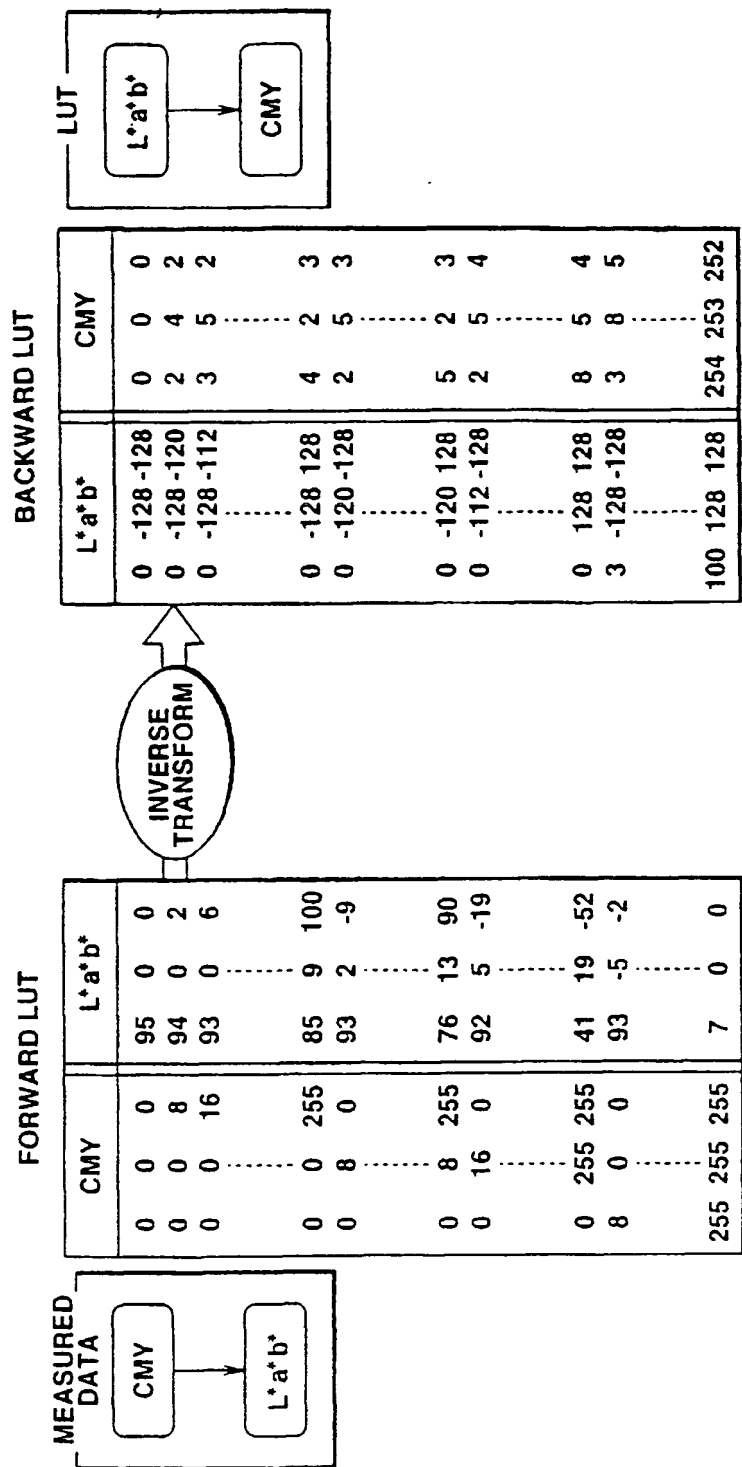 MEASURED
DATA
CMY
L*a*b*
FORWARD LUT
CMY L*a*b*
0 0 0 95 0 0
0 0 8 94 0 2
0 0 16 93 0 6
0 0 255 85 9 100
0 8 0 93 2 -9
0 8 255 76 13 90
0 16 0 92 5 -19
0 255 255 41 19 -52
8 0 0 93 -5 -2
255 255 255 7 0 0
INVERSE
TRANSFORM
BACKWARD LUT
L*a*b* CMY
0 -128 -128 0 0 0
0 -128 -120 2 4 2
0 -128 -112 3 5 2
0 -128 128 4 2 3
0 -120 -128 2 5 3
0 -120 128 5 2 3
0 -112 -128 2 5 4
0 128 128 8 5 4
3 -128 -128 3 8 5
100 128 128 254 253 252
LUT
L*a*b*
CMY